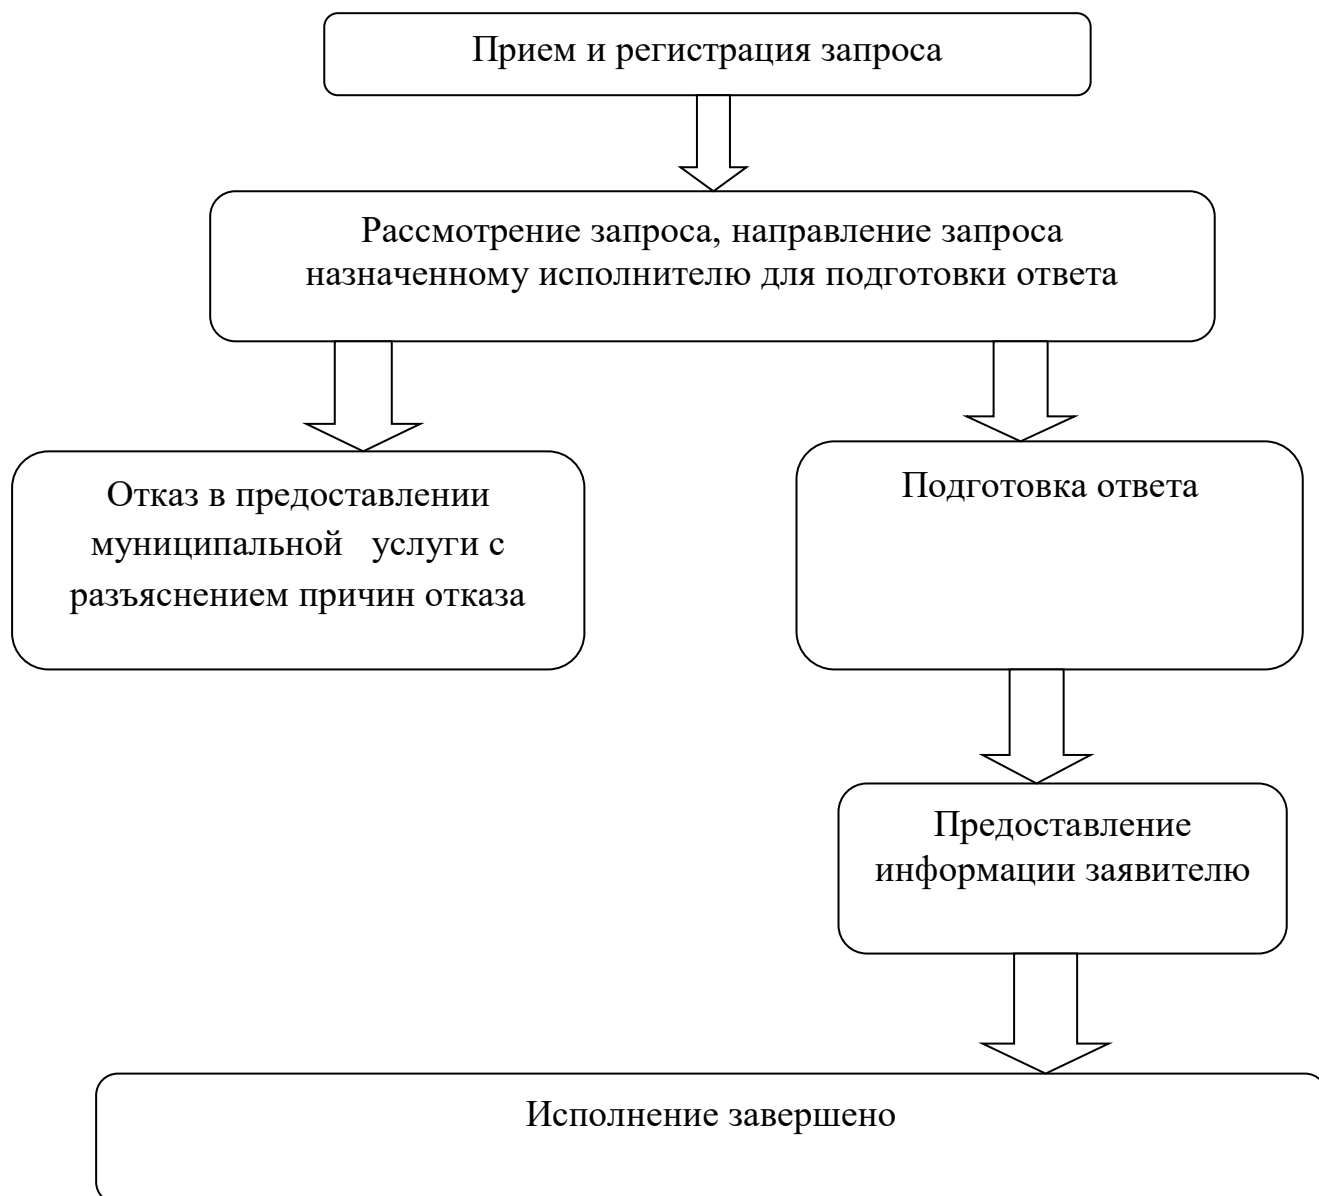 Прием и регистрация запроса
Рассмотрение запроса, направление запроса
назначенному исполнителю для подготовки ответа
Отказ в предоставлении
муниципальной услуги с
разъяснением причин отказа
Подготовка ответа
Предоставление
информации заявителю
Исполнение завершено